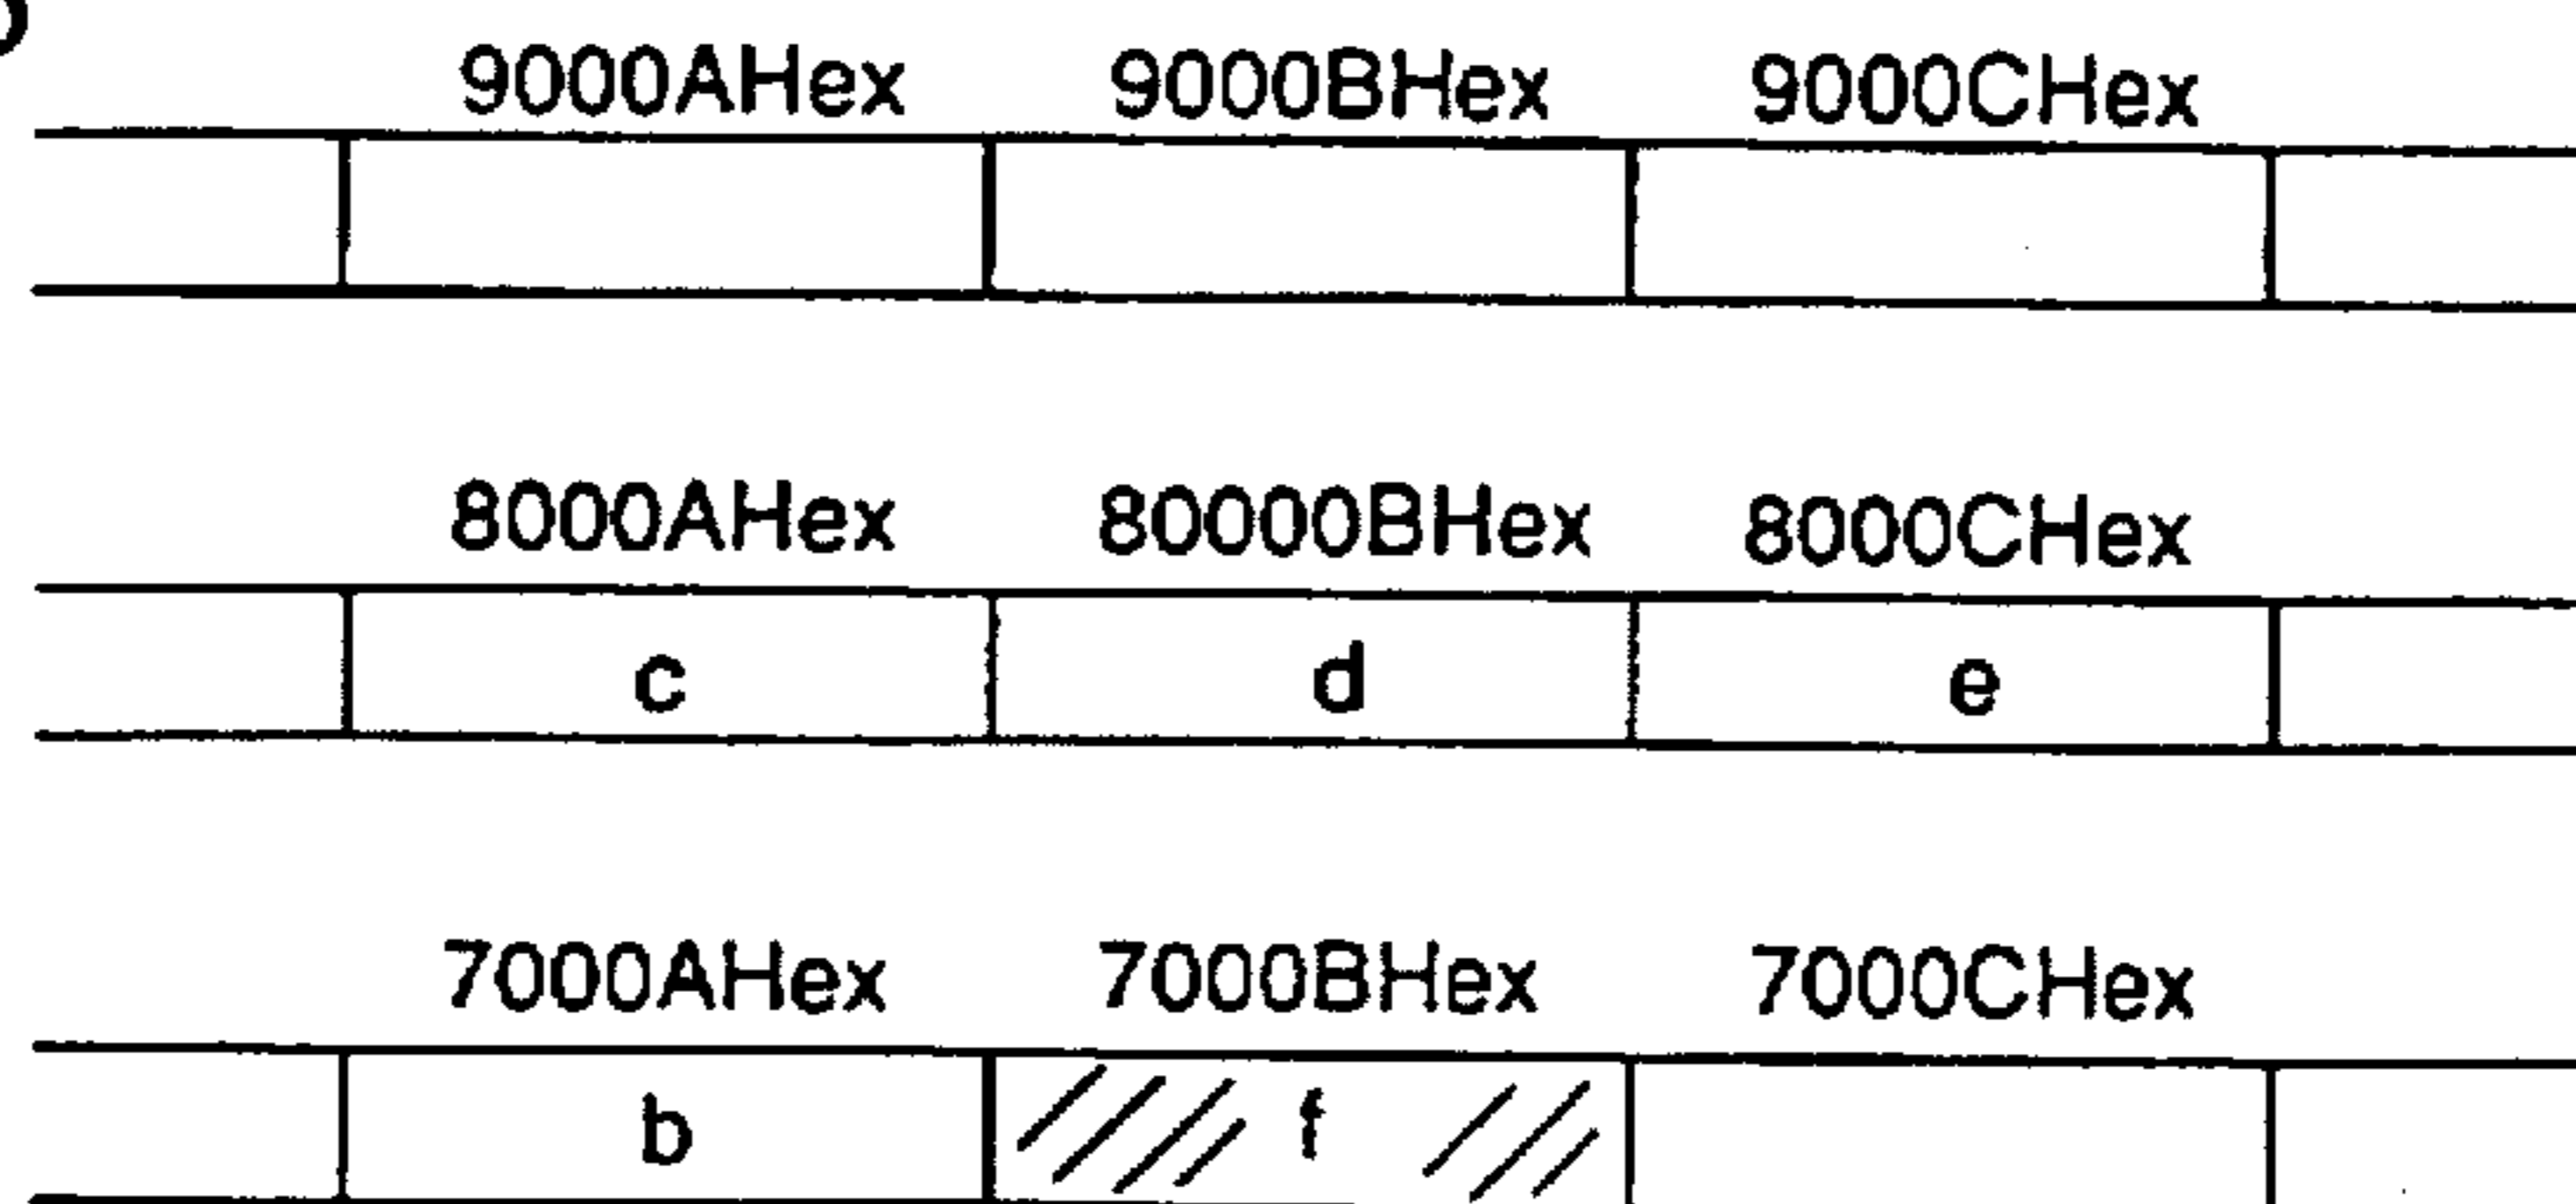 9000AHex 9000BHex 9000CHex
8000AHex 80000BHex 8000CHex
c d e
7000AHex 7000BHex 7000CHex
b f